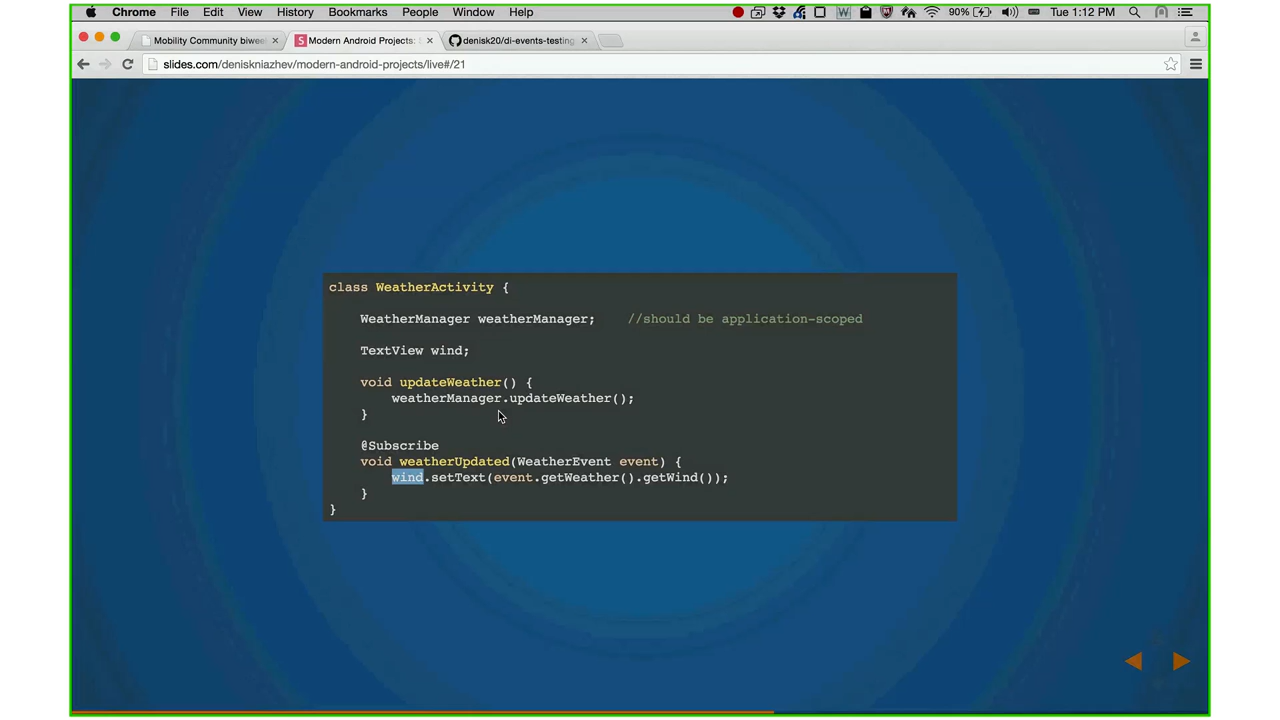 Chrome File Edit View History Bookmarks People Window Help 90% Tue 1:12 PM
Mobility Community biweek × Modern Android Projects: × denisk20/di-events-testing ×
slides.com/deniskniazhev/modern-android-projects/live#/21
class WeatherActivity {
WeatherManager weatherManager; //should be application-scoped
TextView wind;
void updateWeather() {
weatherManager.updateWeather();
}
@Subscribe
void weatherUpdated(WeatherEvent event) {
wind.setText(event.getWeather().getWind());
}
}